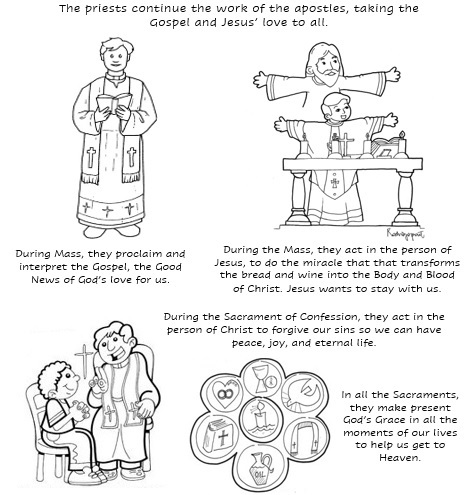 The priests continue the work of the apostles, taking the
Gospel and Jesus' love to all.
During Mass, they proclaim and
interpret the Gospel, the Good
News of God's love for us.
During the Mass, they act in the person of
Jesus, to do the miracle that that transforms
the bread and wine into the Body and Blood
of Christ. Jesus wants to stay with us.
During the Sacrament of Confession, they act in the
person of Christ to forgive our sins so we can have
peace, joy, and eternal life.
OIL
In all the Sacraments,
they make present
God's Grace in all the
moments of our lives
to help us get to
Heaven.